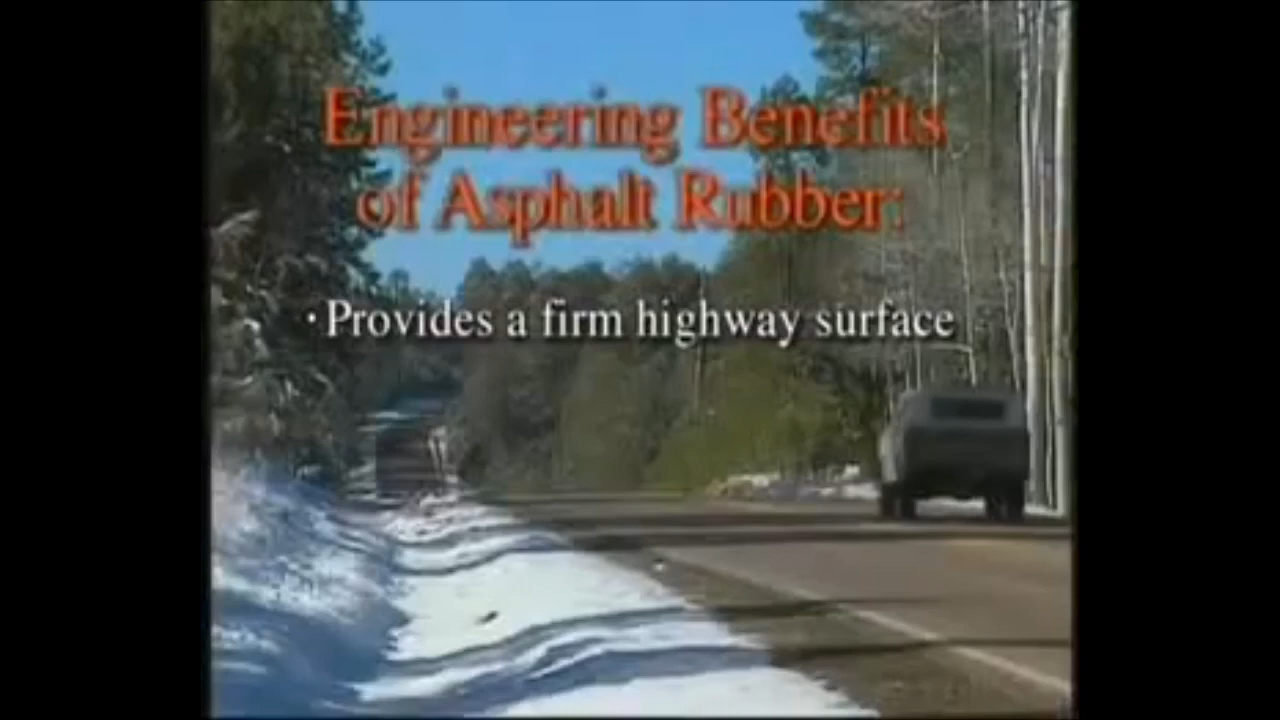 Engineering Benefits
of Asphalt Rubber:
·Provides a firm highway surface